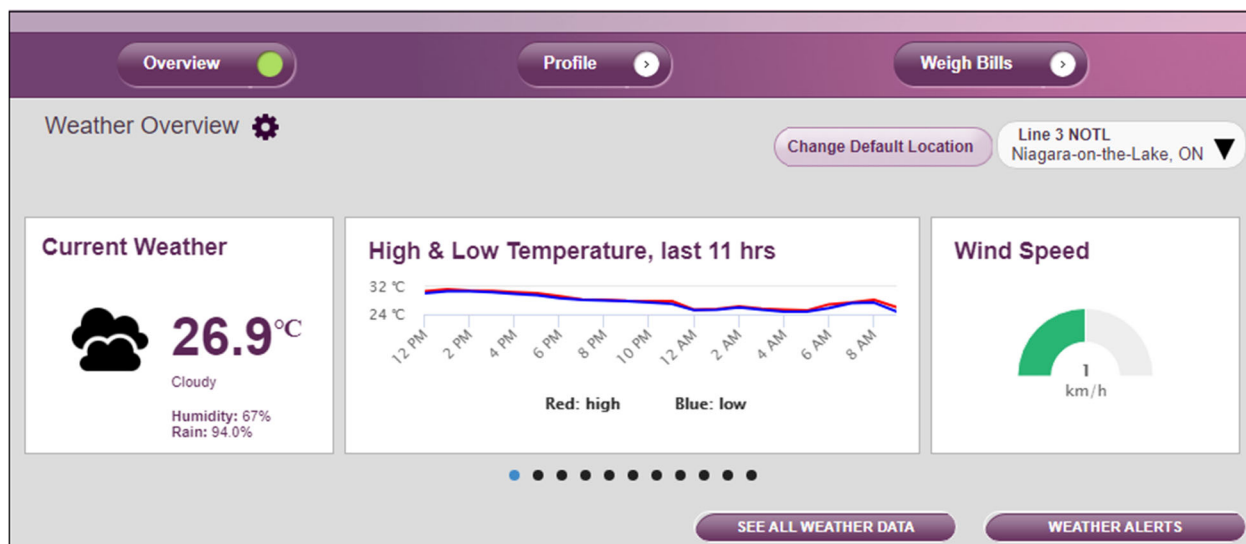 Overview
Profile
Weigh Bills
Weather Overview
Change Default Location
Line 3 NOTL
Niagara-on-the-Lake, ON
Current Weather
26.9℃
Cloudy
Humidity: 67%
Rain: 94.0%
High & Low Temperature, last 11 hrs
32 ℃
24 ℃
12 PM 2 PM 4 PM 6 PM 8 PM 10 PM 12 AM 2 AM 4 AM 6 AM 8 AM
Red: high Blue: low
Wind Speed
1
km/h
SEE ALL WEATHER DATA
WEATHER ALERTS